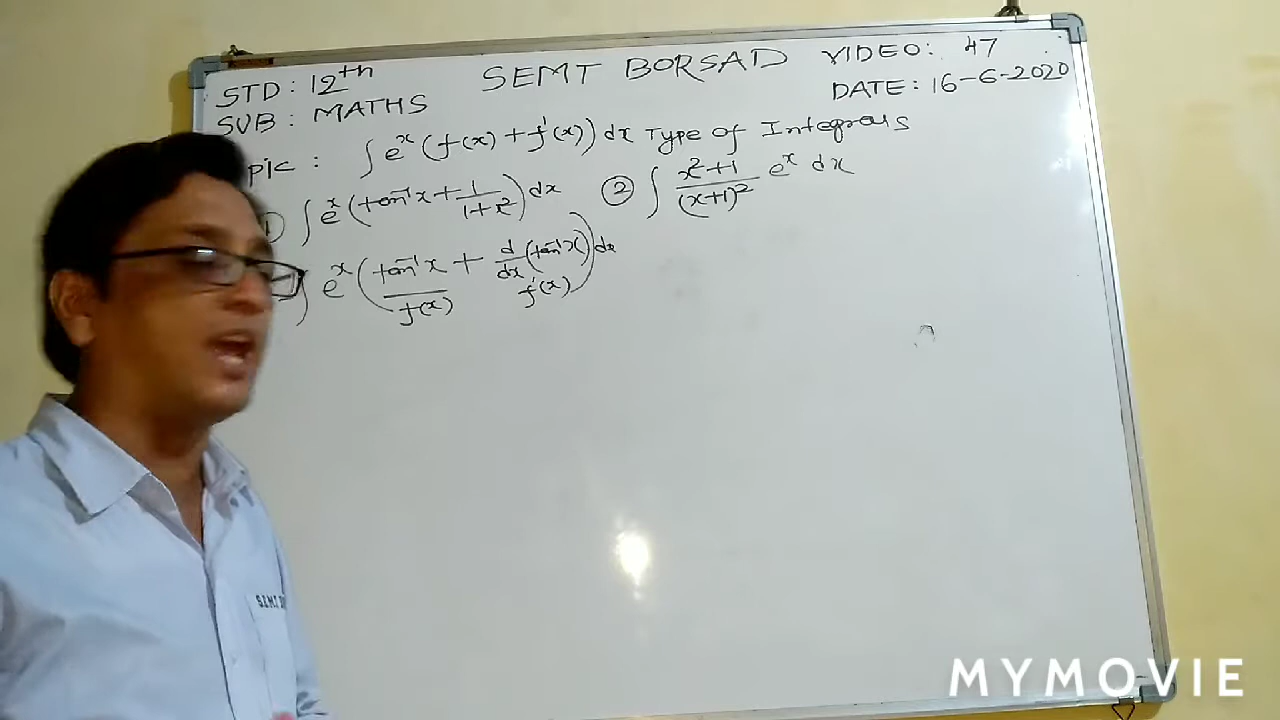 STD: 12th SEMT BORSAD VIDEO: 47
SUB: MATHS DATE: 16-6-2020
pic : ∫ eˣ (f(x) + f'(x)) dx Type of Integrals
1) ∫ eˣ (tan⁻¹x + 1/(1+x²)) dx ② ∫ (x²+1)/(x+1)² eˣ dx
∫ eˣ (tan⁻¹x + d/dx (tan⁻¹x)) dx
f(x) f'(x)
S.E.M.T
MYMOVIE